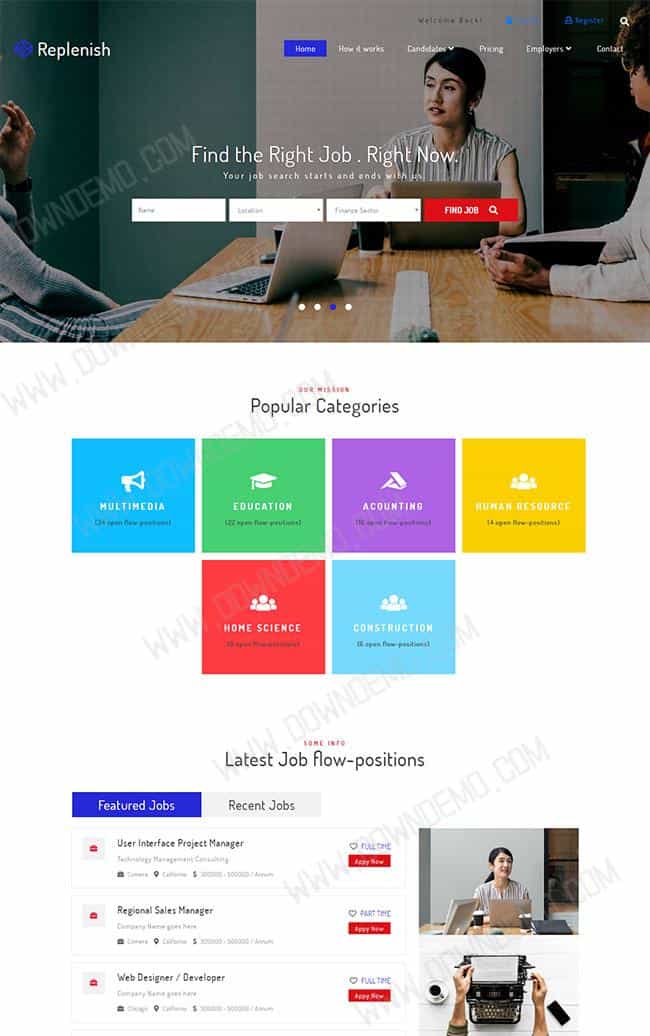 Welcome Back!
Register
Replenish
Home How it works Candidates Pricing Employers Contact
Find the Right Job . Right Now.
Your job search starts and ends with us.
Name
Location
Finance Sector
FIND JOB
OUR MISSION
Popular Categories
MULTIMEDIA
(24 open flow-positions)
EDUCATION
(22 open flow-positions)
ACOUNTING
open flow-positions)
HUMAN RESOURCE
(4 open flow-positions)
HOME SCIENCE
open flow-positions)
CONSTRUCTION
(6 open flow-positions)
SOME INFO
Latest Job flow-positions
Featured Jobs
Recent Jobs
User Interface Project Manager
FULL TIME
Technology Management Consulting
Apply Now
Comera California $ 300000 - 500000 / Annum
Regional Sales Manager
PART TIME
Company Name goes here
Apply Now
Comera California $ 300000 - 500000 / Annum
Web Designer / Developer
FULL TIME
Company Name goes here
Apply Now
Chicago California $ 300000 - 500000 / Annum
WWW.DOWNDEMO.COM